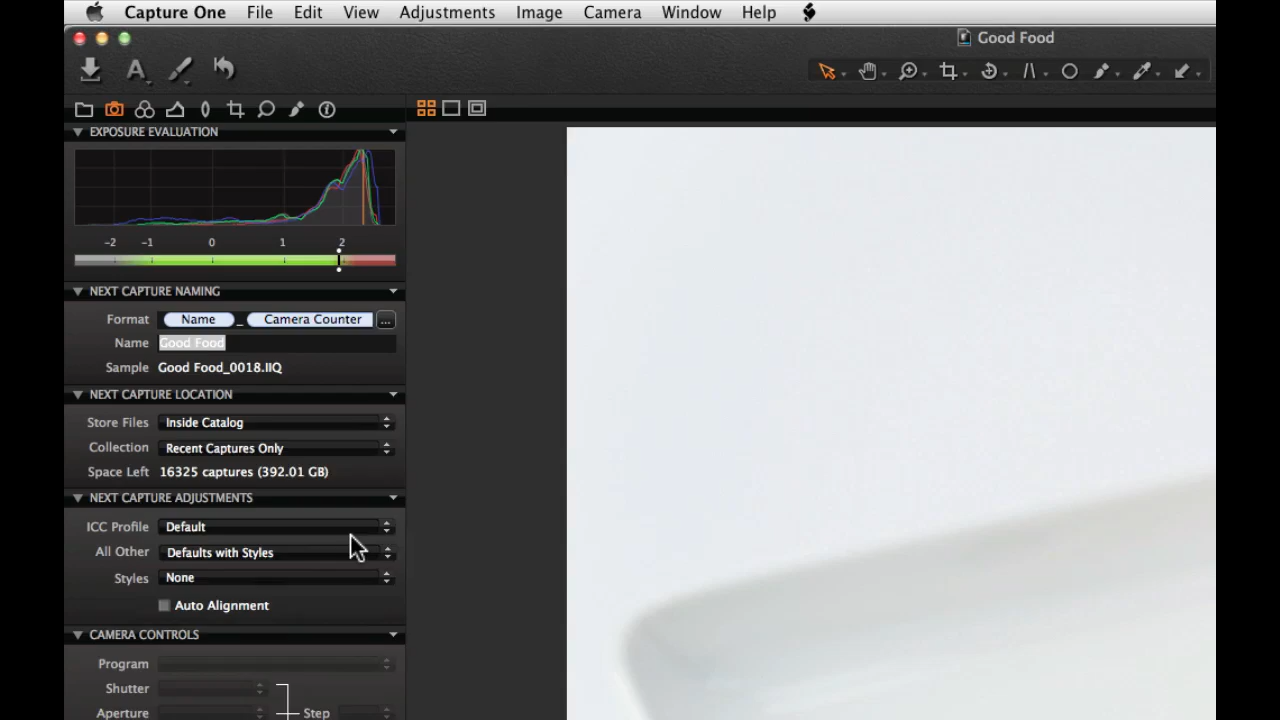 Capture One File Edit View Adjustments Image Camera Window Help
Good Food
A
EXPOSURE EVALUATION
-2 -1 0 1 2
NEXT CAPTURE NAMING
Format Name _ Camera Counter ...
Name Good Food
Sample Good Food_0018.IIQ
NEXT CAPTURE LOCATION
Store Files Inside Catalog
Collection Recent Captures Only
Space Left 16325 captures (392.01 GB)
NEXT CAPTURE ADJUSTMENTS
ICC Profile Default
All Other Defaults with Styles
Styles None
Auto Alignment
CAMERA CONTROLS
Program
Shutter
Aperture Step